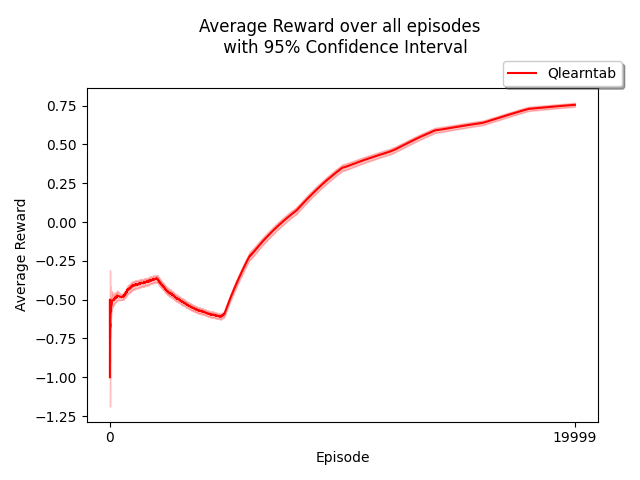 Average Reward over all episodes
with 95% Confidence Interval
Qlearntab
0.75
0.50
0.25
0.00
−0.25
−0.50
−0.75
−1.00
−1.25
Average Reward
0 19999
Episode